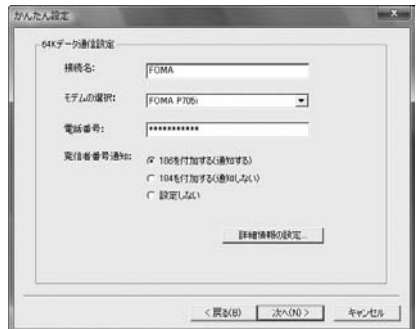 かんたん設定
64Kデータ通信設定
接続名: FOMA
モデムの選択: FOMA P705i
電話番号: ***********
発信者番号通知: 186を付加する(通知する)
184を付加する(通知しない)
設定しない
詳細情報の設定...
< 戻る(B) 次へ(N) > キャンセル